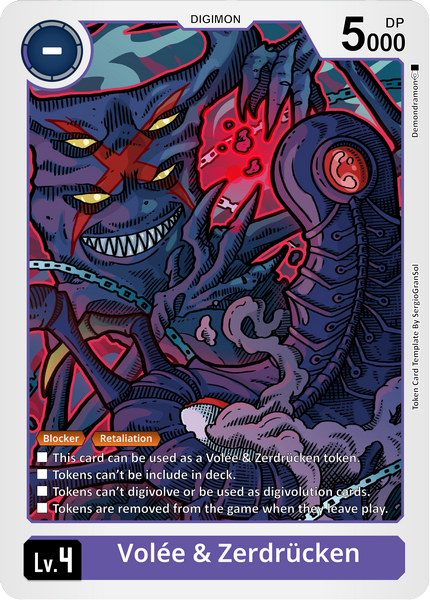 DIGIMON
–
DP
5000
Demondramon©
Token Card Template By SergioGranSol
Blocker Retaliation
This card can be used as a Volée & Zerdrücken token.
Tokens can't be include in deck.
Tokens can't digivolve or be used as digivolution cards.
Tokens are removed from the game when they leave play.
Lv.4 Volée & Zerdrücken